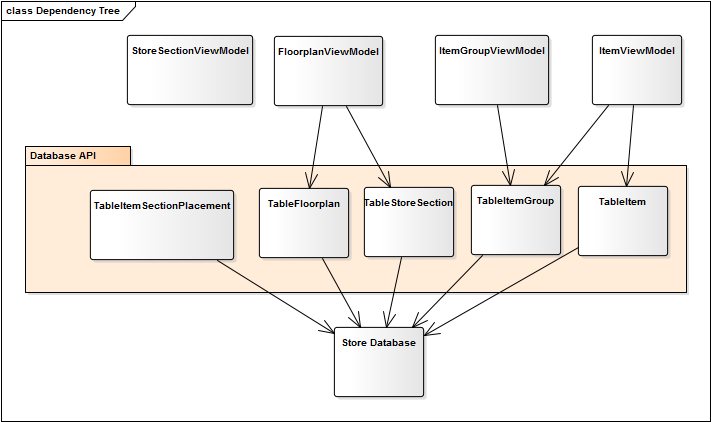 class Dependency Tree
StoreSectionViewModel
FloorplanViewModel
ItemGroupViewModel
ItemViewModel
Database API
TableItemSectionPlacement
TableFloorplan
TableStoreSection
TableItemGroup
TableItem
Store Database